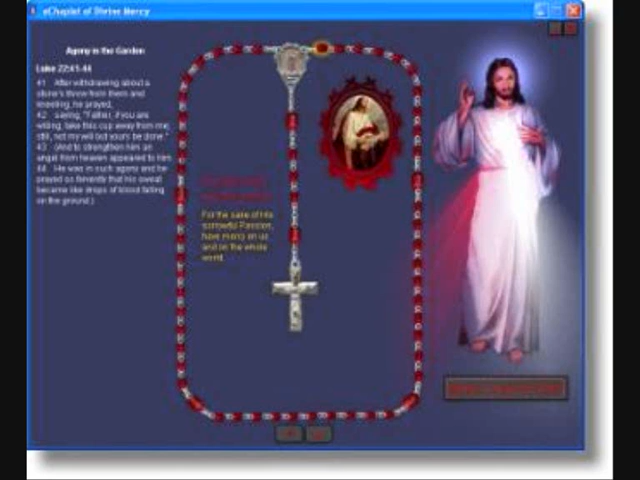 eChaplet of Divine Mercy
Agony in the Garden
Luke 22:41-44
41 After withdrawing about a
stone's throw from them and
kneeling, he prayed,
42 saying, "Father, if you are
willing, take this cup away from me;
still, not my will but yours be done."
43 (And to strengthen him an
angel from heaven appeared to him.
44 He was in such agony and he
prayed so fervently that his sweat
became like drops of blood falling
on the ground.)
For the sake of His
sorrowful Passion,
have mercy on us
and on the whole
world.